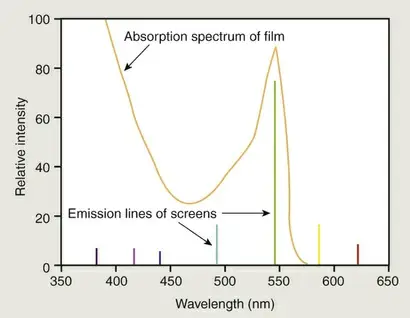 100
80
60
40
20
0
Relative intensity
Absorption spectrum of film
Emission lines of screens
350 400 450 500 550 600 650
Wavelength (nm)